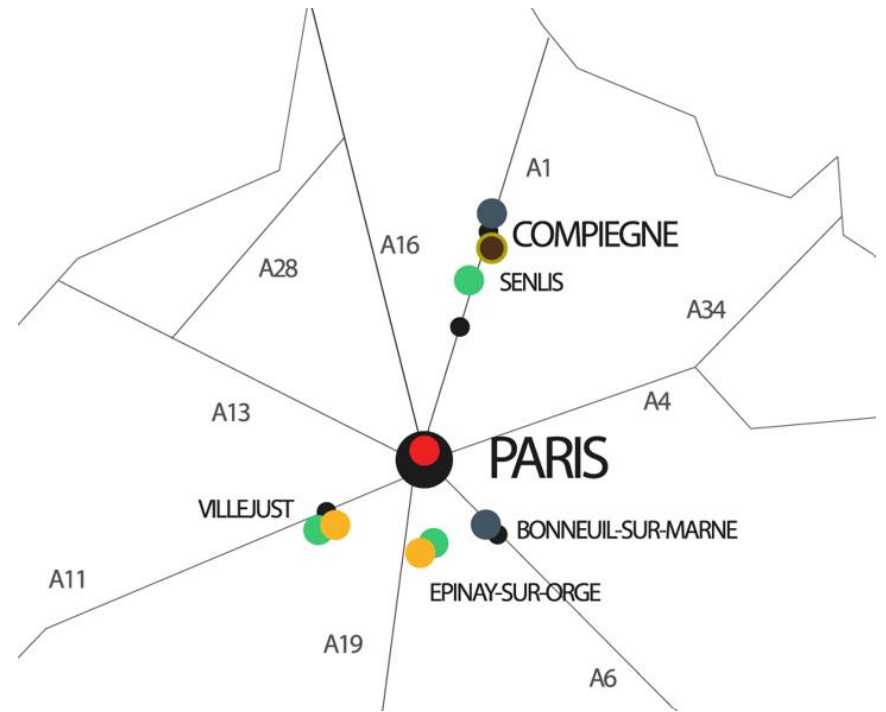 A1
COMPIEGNE
A16
A28
SENLIS
A34
A4
A13
PARIS
VILLEJUST
BONNEUIL-SUR-MARNE
A11
EPINAY-SUR-ORGE
A19
A6